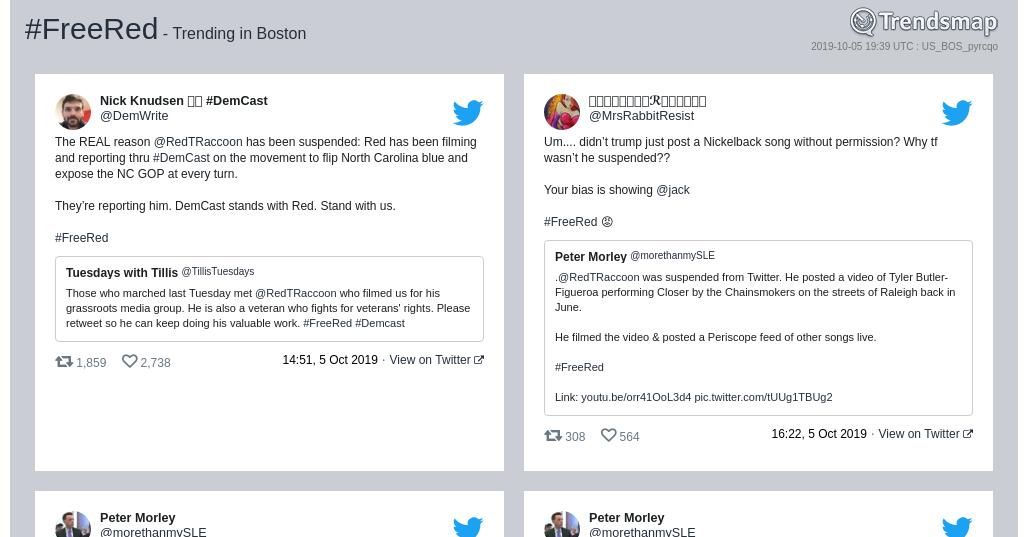 #FreeRed - Trending in Boston
Trendsmap
2019-10-05 19:39 UTC : US_BOS_pyrcqo
Nick Knudsen #DemCast
@DemWrite
The REAL reason @RedTRaccoon has been suspended: Red has been filming
and reporting thru #DemCast on the movement to flip North Carolina blue and
expose the NC GOP at every turn.
They're reporting him. DemCast stands with Red. Stand with us.
#FreeRed
Tuesdays with Tillis @TillisTuesdays
Those who marched last Tuesday met @RedTRaccoon who filmed us for his
grassroots media group. He is also a veteran who fights for veterans' rights. Please
retweet so he can keep doing his valuable work. #FreeRed #Demcast
1,859 2,738 14:51, 5 Oct 2019 · View on Twitter
ℛ
@MrsRabbitResist
Um.... didn't trump just post a Nickelback song without permission? Why tf
wasn't he suspended??
Your bias is showing @jack
#FreeRed 😡
Peter Morley @morethanmySLE
.@RedTRaccoon was suspended from Twitter. He posted a video of Tyler Butler-
Figueroa performing Closer by the Chainsmokers on the streets of Raleigh back in
June.
He filmed the video & posted a Periscope feed of other songs live.
#FreeRed
Link: youtu.be/orr41OoL3d4 pic.twitter.com/tUUg1TBUg2
308 564 16:22, 5 Oct 2019 · View on Twitter
Peter Morley
@morethanmySLE
Peter Morley
@morethanmySLE